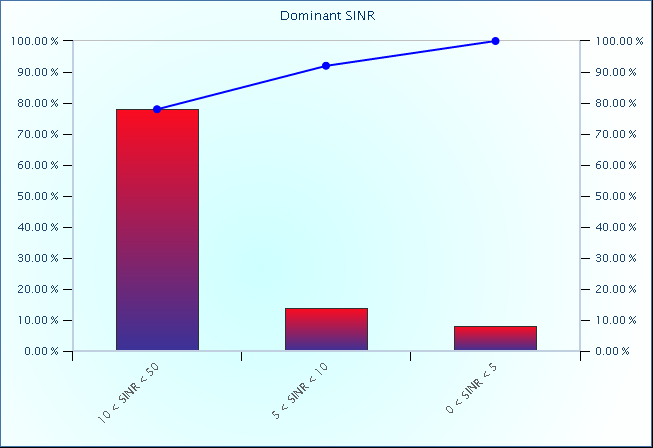 Dominant SINR
100.00 % 100.00 %
90.00 % 90.00 %
80.00 % 80.00 %
70.00 % 70.00 %
60.00 % 60.00 %
50.00 % 50.00 %
40.00 % 40.00 %
30.00 % 30.00 %
20.00 % 20.00 %
10.00 % 10.00 %
0.00 % 0.00 %
10 < SINR < 50
5 < SINR < 10
0 < SINR < 5